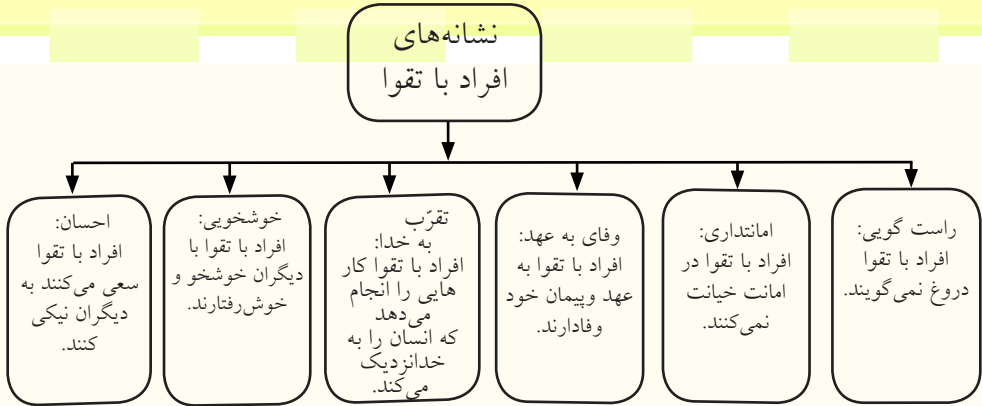 نشانه‌های
افراد با تقوا
راست گویی:
افراد با تقوا
دروغ نمی‌گویند.
امانتداری:
افراد با تقوا در
امانت خیانت
نمی‌کنند.
وفای به عهد:
افراد با تقوا به
عهد وپیمان خود
وفادارند.
تقرّب
به خدا:
افراد با تقوا کار
هایی را انجام
می‌دهد
که انسان را به
خدانزدیک
می‌کند.
خوشخویی:
افراد با تقوا با
دیگران خوشخو و
خوش‌رفتارند.
احسان:
افراد با تقوا
سعی می‌کنند به
دیگران نیکی
کنند.